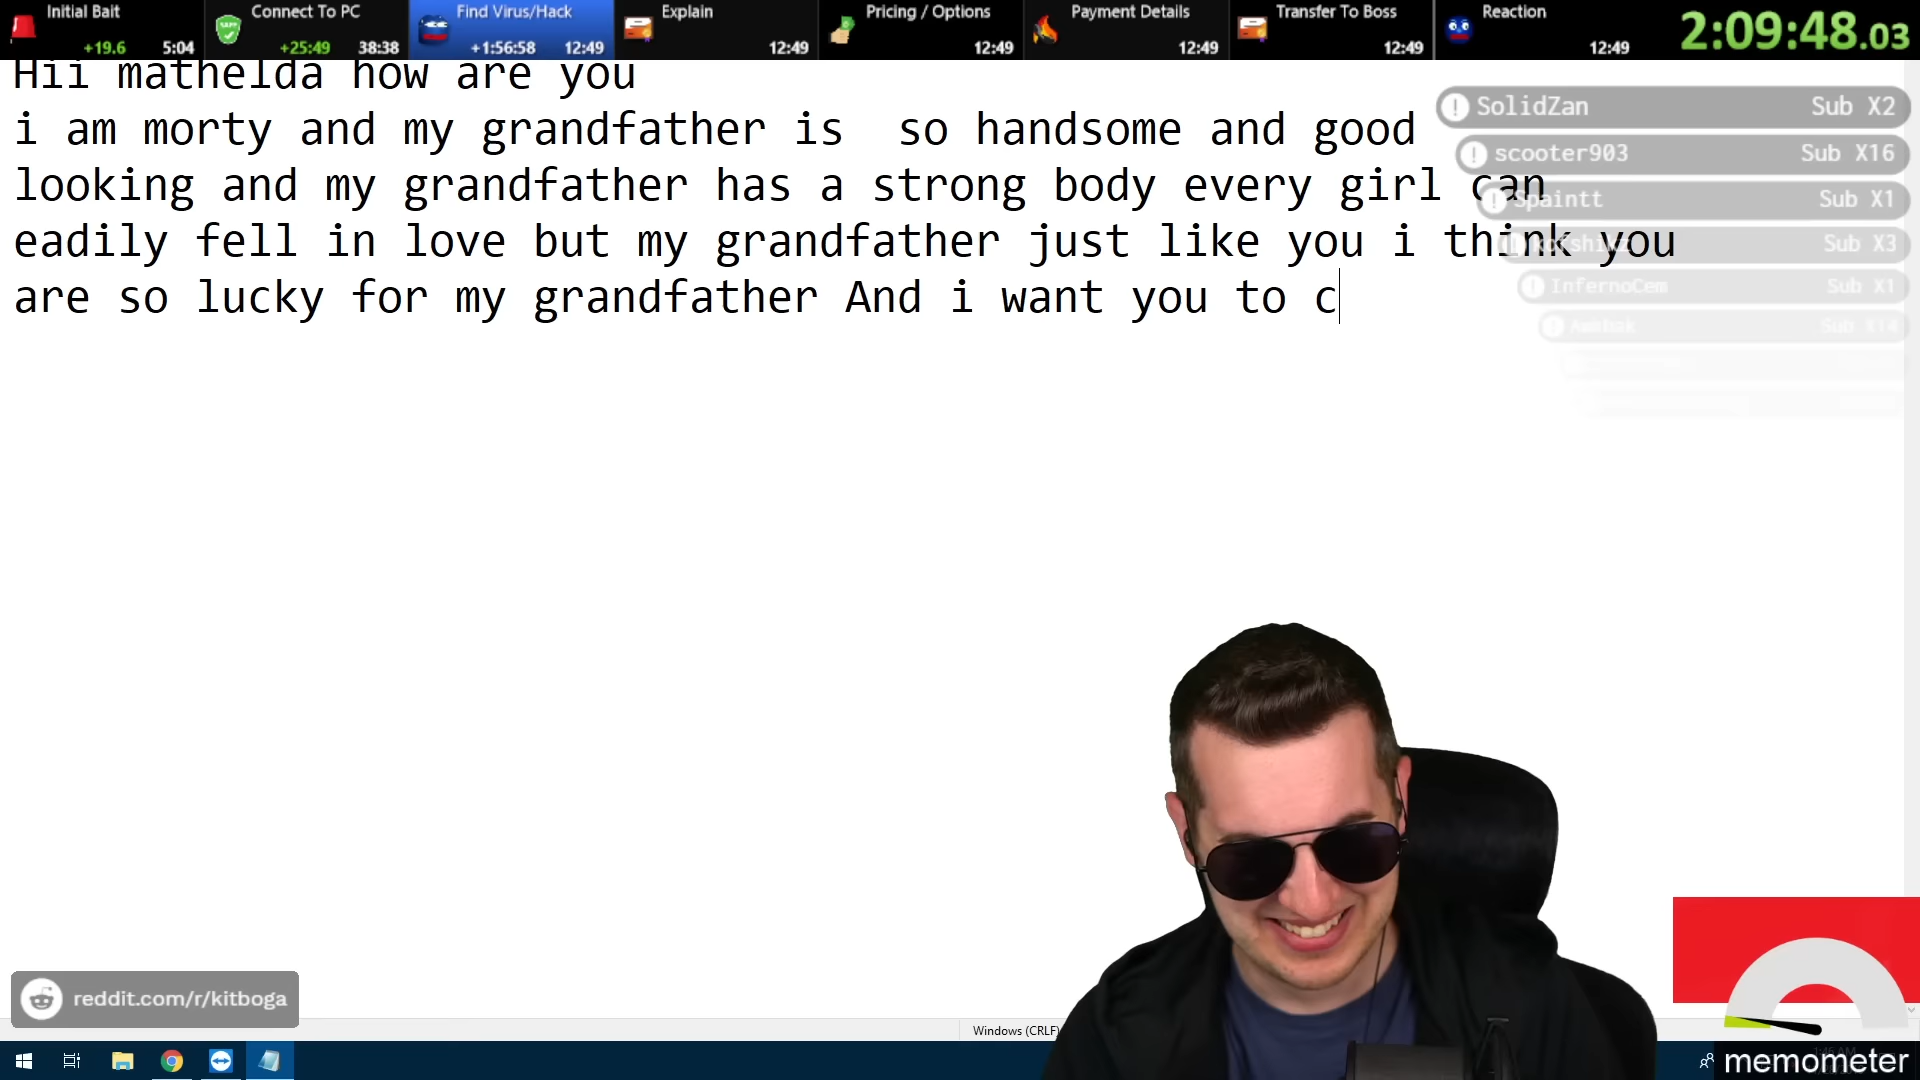 Initial Bait
+19.6 5:04
Connect To PC
+25:49 38:38
Find Virus/Hack
+1:56:58 12:49
Explain
12:49
Pricing / Options
12:49
Payment Details
12:49
Transfer To Boss
12:49
Reaction
12:49
2:09:48.03
Hii mathelda how are you
i am morty and my grandfather is  so handsome and good
looking and my grandfather has a strong body every girl can
eadily fell in love but my grandfather just like you i think you
are so lucky for my grandfather And i want you to c
SolidZan Sub X2
scooter903 Sub X16
Spaintt Sub X1
Sub X3
InfernoCem Sub X1
Sub X14
reddit.com/r/kitboga
Windows (CRLF)
memometer